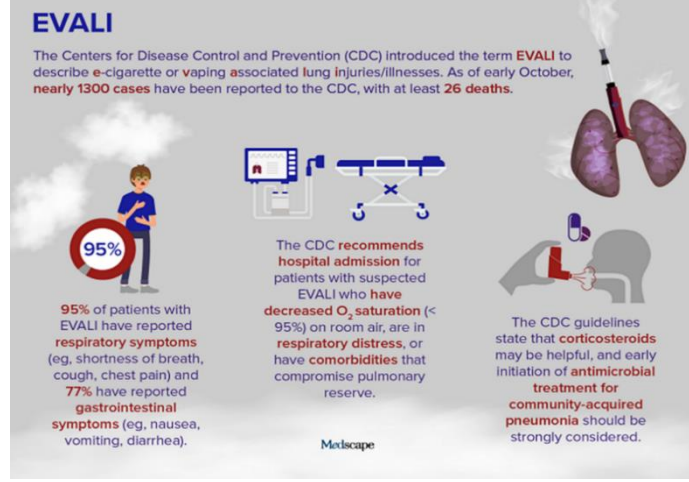 EVALI
The Centers for Disease Control and Prevention (CDC) introduced the term EVALI to
describe e-cigarette or vaping associated lung injuries/illnesses. As of early October,
nearly 1300 cases have been reported to the CDC, with at least 26 deaths.
95%
95% of patients with
EVALI have reported
respiratory symptoms
(eg, shortness of breath,
cough, chest pain) and
77% have reported
gastrointestinal
symptoms (eg, nausea,
vomiting, diarrhea).
The CDC recommends
hospital admission for
patients with suspected
EVALI who have
decreased O₂ saturation (<
95%) on room air, are in
respiratory distress, or
have comorbidities that
compromise pulmonary
reserve.
The CDC guidelines
state that corticosteroids
may be helpful, and early
initiation of antimicrobial
treatment for
community-acquired
pneumonia should be
strongly considered.
Medscape